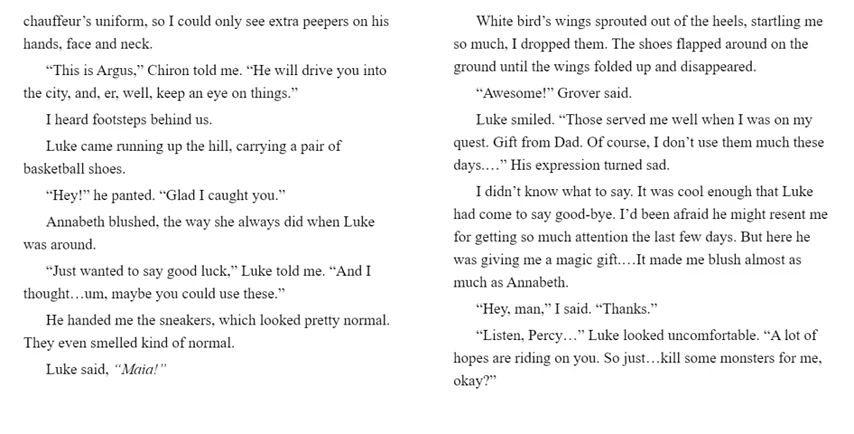 chauffeur’s uniform, so I could only see extra peepers on his
hands, face and neck.
“This is Argus,” Chiron told me. “He will drive you into
the city, and, er, well, keep an eye on things.”
I heard footsteps behind us.
Luke came running up the hill, carrying a pair of
basketball shoes.
“Hey!” he panted. “Glad I caught you.”
Annabeth blushed, the way she always did when Luke
was around.
“Just wanted to say good luck,” Luke told me. “And I
thought…um, maybe you could use these.”
He handed me the sneakers, which looked pretty normal.
They even smelled kind of normal.
Luke said, “Maia!”
White bird’s wings sprouted out of the heels, startling me
so much, I dropped them. The shoes flapped around on the
ground until the wings folded up and disappeared.
“Awesome!” Grover said.
Luke smiled. “Those served me well when I was on my
quest. Gift from Dad. Of course, I don’t use them much these
days.…” His expression turned sad.
I didn’t know what to say. It was cool enough that Luke
had come to say good-bye. I’d been afraid he might resent me
for getting so much attention the last few days. But here he
was giving me a magic gift.…It made me blush almost as
much as Annabeth.
“Hey, man,” I said. “Thanks.”
“Listen, Percy…” Luke looked uncomfortable. “A lot of
hopes are riding on you. So just…kill some monsters for me,
okay?”